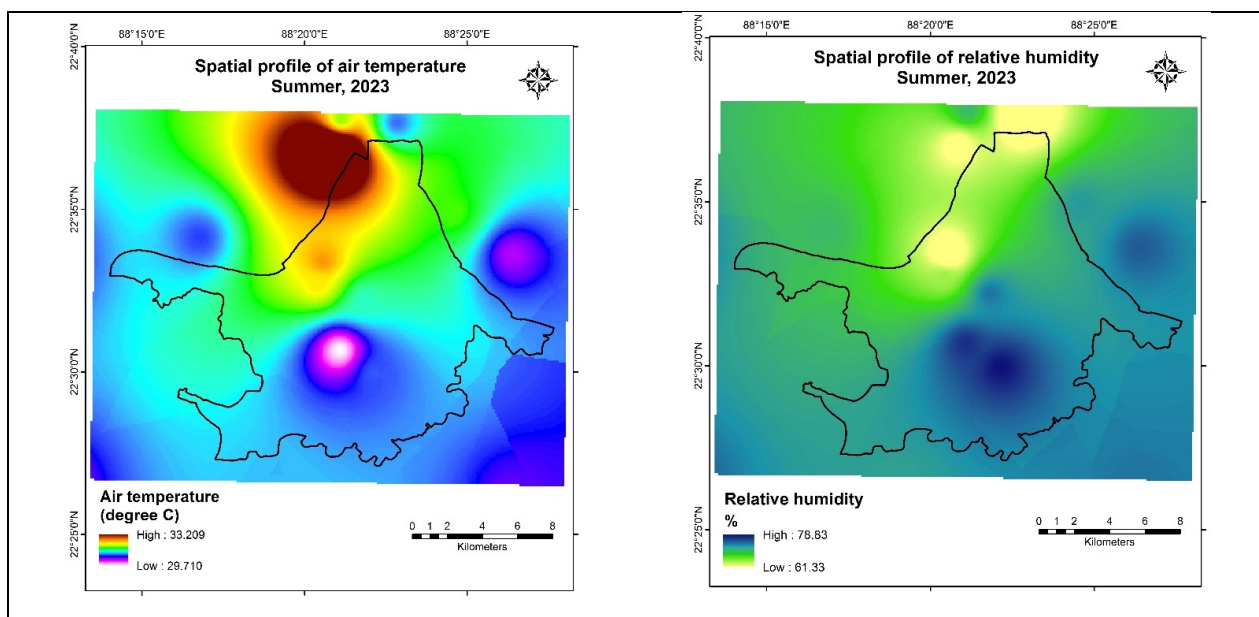 88°15'0"N
88°20'0"N
88°25'0"N
22°40'0"N
22°35'0"N
22°30'0"N
22°25'0"N
Spatial profile of air temperature
Summer, 2023
Air temperature
(degree C)
High : 33.209
Low : 29.710
0 1 2 4 6 8
Kilometers
88°15'0"N
88°20'0"N
88°25'0"N
22°40'0"N
22°35'0"N
22°30'0"N
22°25'0"N
Spatial profile of relative humidity
Summer, 2023
Relative humidity
%
High : 78.83
Low : 61.33
0 1 2 4 6 8
Kilometers